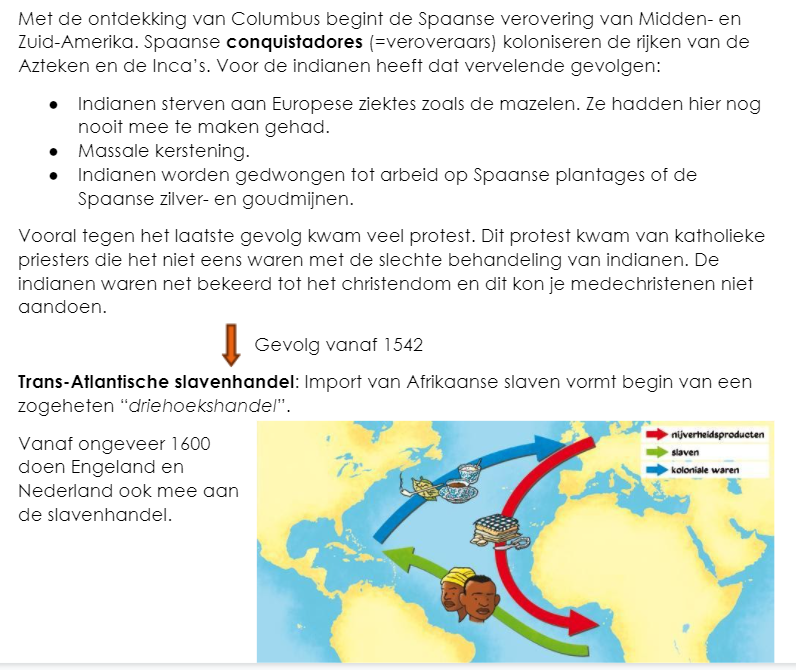 Met de ontdekking van Columbus begint de Spaanse verovering van Midden- en
Zuid-Amerika. Spaanse conquistadores (=veroveraars) koloniseren de rijken van de
Azteken en de Inca's. Voor de indianen heeft dat vervelende gevolgen:
• Indianen sterven aan Europese ziektes zoals de mazelen. Ze hadden hier nog
nooit mee te maken gehad.
• Massale kerstening.
• Indianen worden gedwongen tot arbeid op Spaanse plantages of de
Spaanse zilver- en goudmijnen.
Vooral tegen het laatste gevolg kwam veel protest. Dit protest kwam van katholieke
priesters die het niet eens waren met de slechte behandeling van indianen. De
indianen waren net bekeerd tot het christendom en dit kon je medechristenen niet
aandoen.
Gevolg vanaf 1542
Trans-Atlantische slavenhandel: Import van Afrikaanse slaven vormt begin van een
zogeheten “driehoekshandel”.
Vanaf ongeveer 1600
doen Engeland en
Nederland ook mee aan
de slavenhandel.
nijverheidsproducten
slaven
koloniale waren